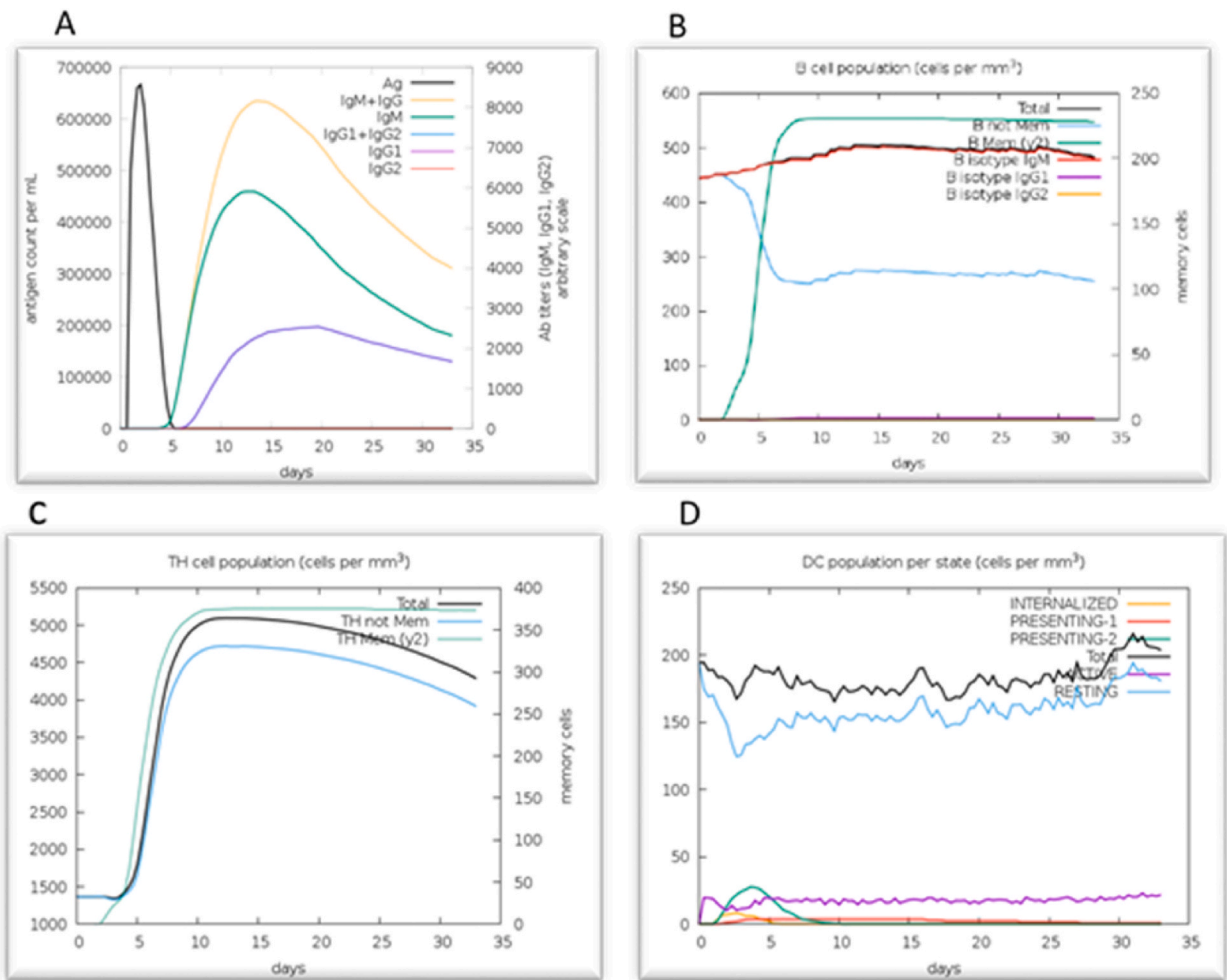 A
700000
600000
500000
400000
300000
200000
100000
0
antigen count per mL
0 5 10 15 20 25 30 35
days
9000
8000
7000
6000
5000
4000
3000
2000
1000
0
Ab titers (IgM, IgG1, IgG2)
arbitrary scale
Ag
IgM+IgG
IgM
IgG1+IgG2
IgG1
IgG2
B
B cell population (cells per mm³)
600
500
400
300
200
100
0
0 5 10 15 20 25 30 35
days
250
200
150
100
50
0
memory cells
Total
B not Mem
B Mem (y2)
B isotype IgM
B isotype IgG1
B isotype IgG2
C
TH cell population (cells per mm³)
5500
5000
4500
4000
3500
3000
2500
2000
1500
1000
0 5 10 15 20 25 30 35
days
400
350
300
250
200
150
100
50
0
memory cells
Total
TH not Mem
TH Mem (y2)
D
DC population per state (cells per mm³)
250
200
150
100
50
0
0 5 10 15 20 25 30 35
days
INTERNALIZED
PRESENTING-1
PRESENTING-2
Total
ACTIVE
RESTING